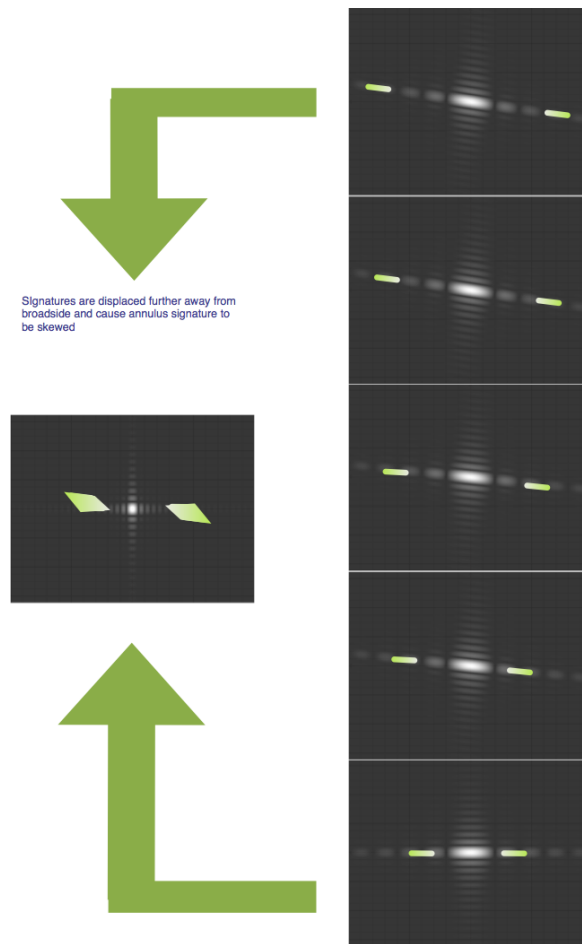 SIgnatures are displaced further away from
broadside and cause annulus signature to
be skewed